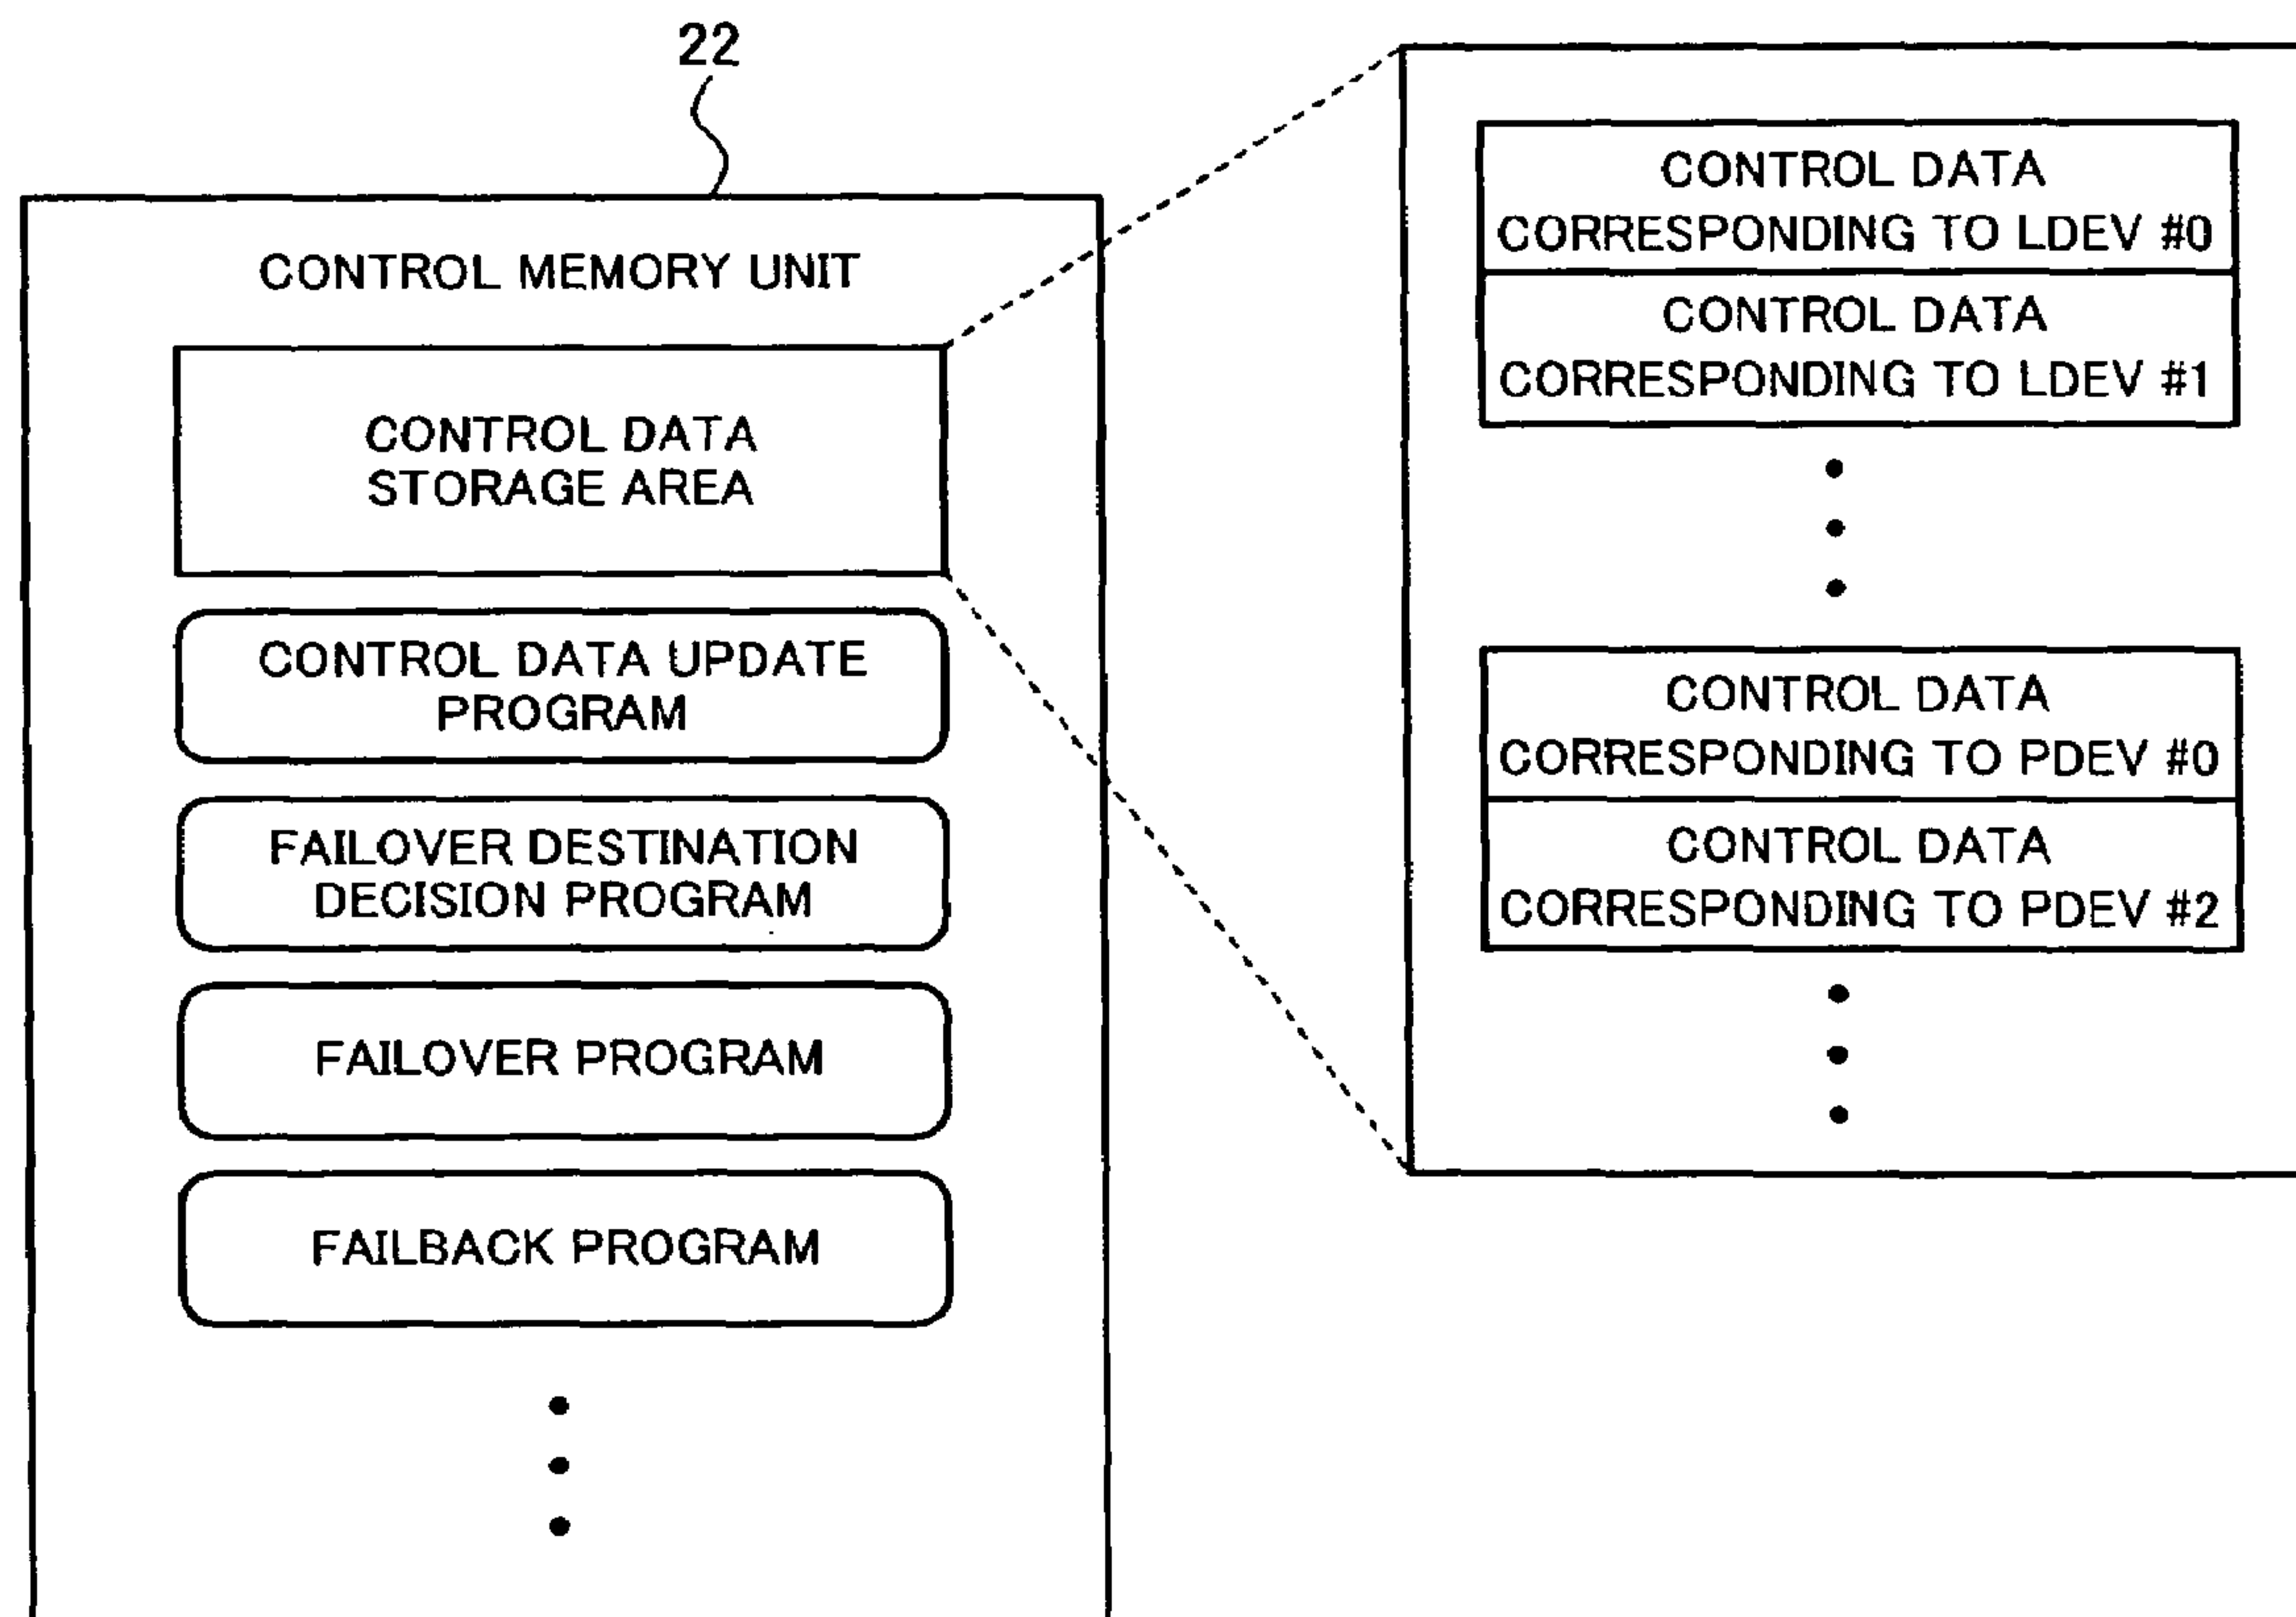 22
CONTROL MEMORY UNIT
CONTROL DATA
STORAGE AREA
CONTROL DATA UPDATE
PROGRAM
FAILOVER DESTINATION
DECISION PROGRAM
FAILOVER PROGRAM
FAILBACK PROGRAM
CONTROL DATA
CORRESPONDING TO LDEV #0
CONTROL DATA
CORRESPONDING TO LDEV #1
CONTROL DATA
CORRESPONDING TO PDEV #0
CONTROL DATA
CORRESPONDING TO PDEV #2